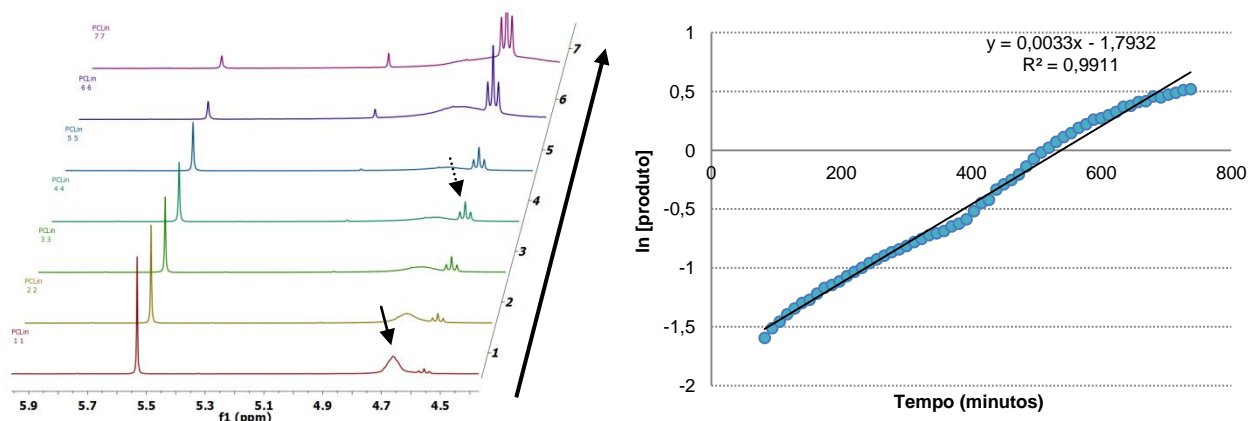 PCLin
7 7
7
PCLin
6 6
6
PCLin
5 5
5
PCLin
4 4
4
PCLin
3 3
3
PCLin
2 2
2
PCLin
1 1
1
5.9 5.7 5.5 5.3 5.1 4.9 4.7 4.5
f1 (ppm)
y = 0,0033x - 1,7932
R² = 0,9911
1
0,5
0
-0,5
-1
-1,5
-2
0 200 400 600 800
ln [produto]
Tempo (minutos)